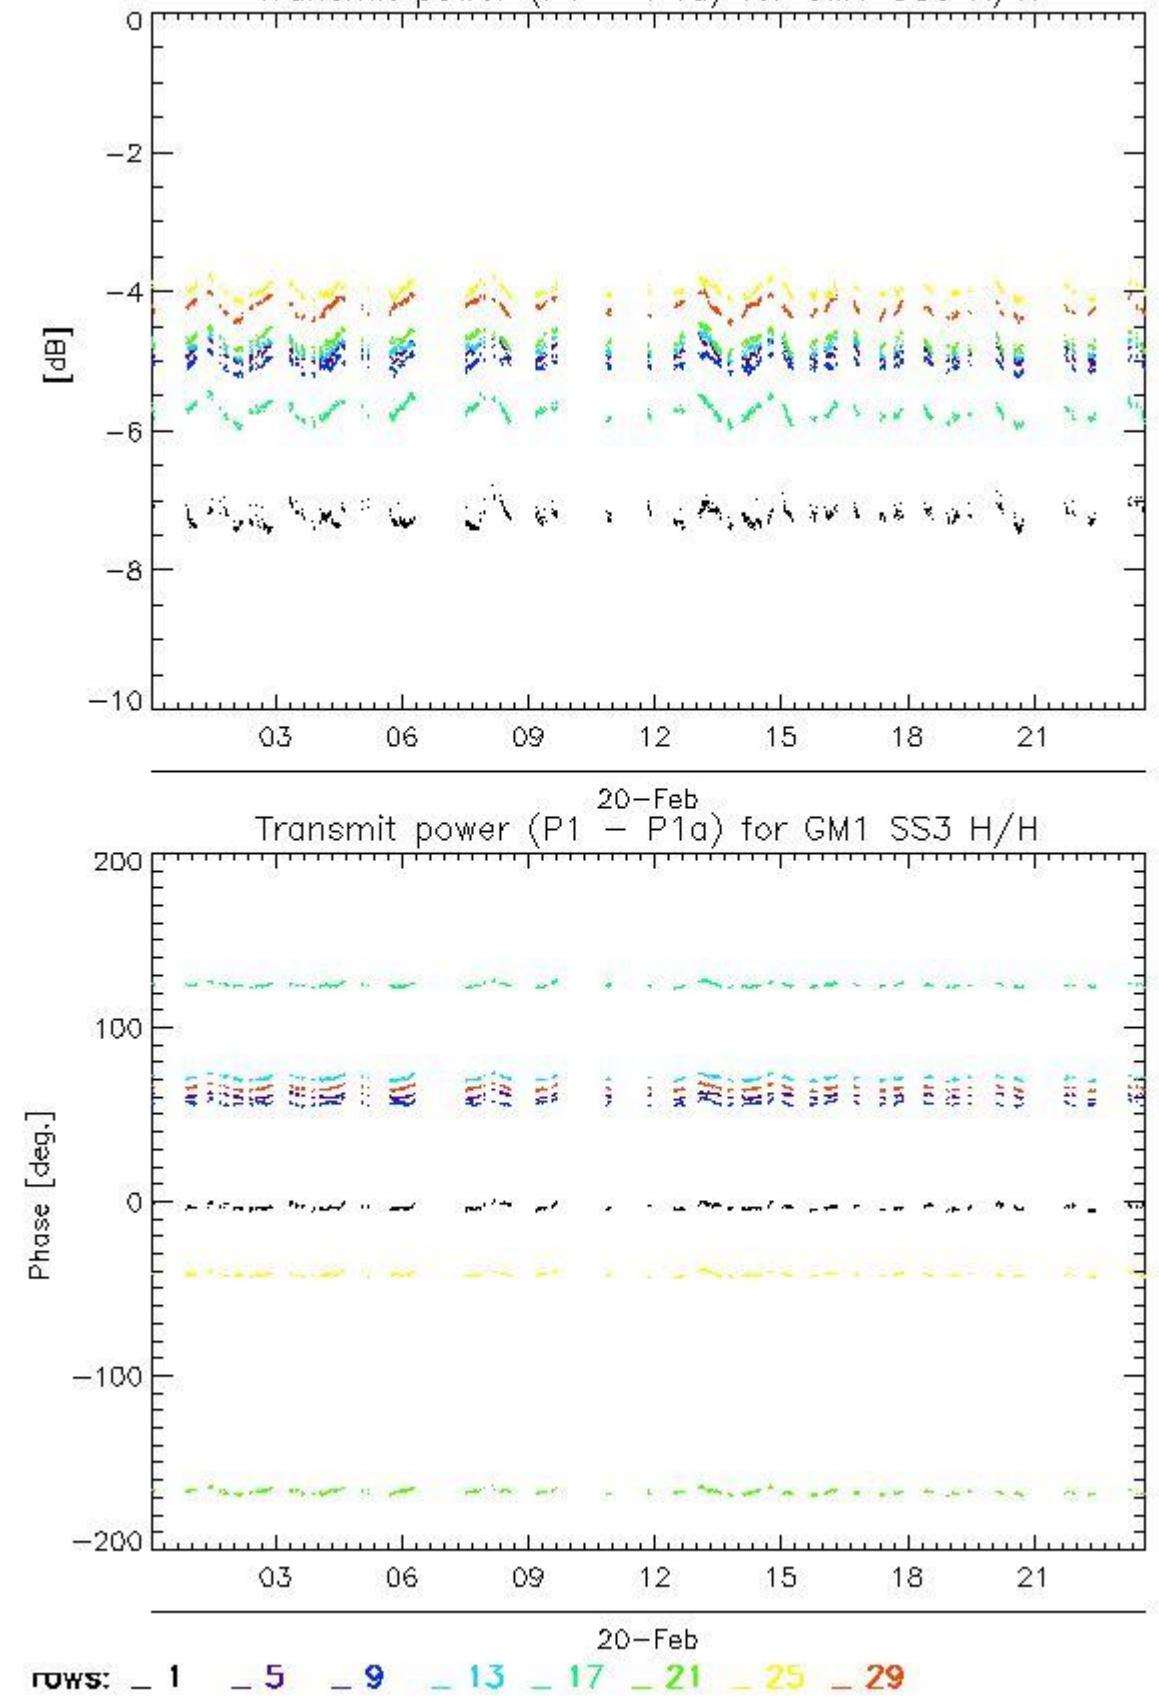 0
-2
-4
[dB]
-6
-8
-10
03 06 09 12 15 18 21
20-Feb
Transmit power (P1 - P1a) for GM1 SS3 H/H
200
100
Phase [deg.]
0
-100
-200
03 06 09 12 15 18 21
20-Feb
rows: _ 1 _ 5 _ 9 _ 13 _ 17 _ 21 _ 25 _ 29